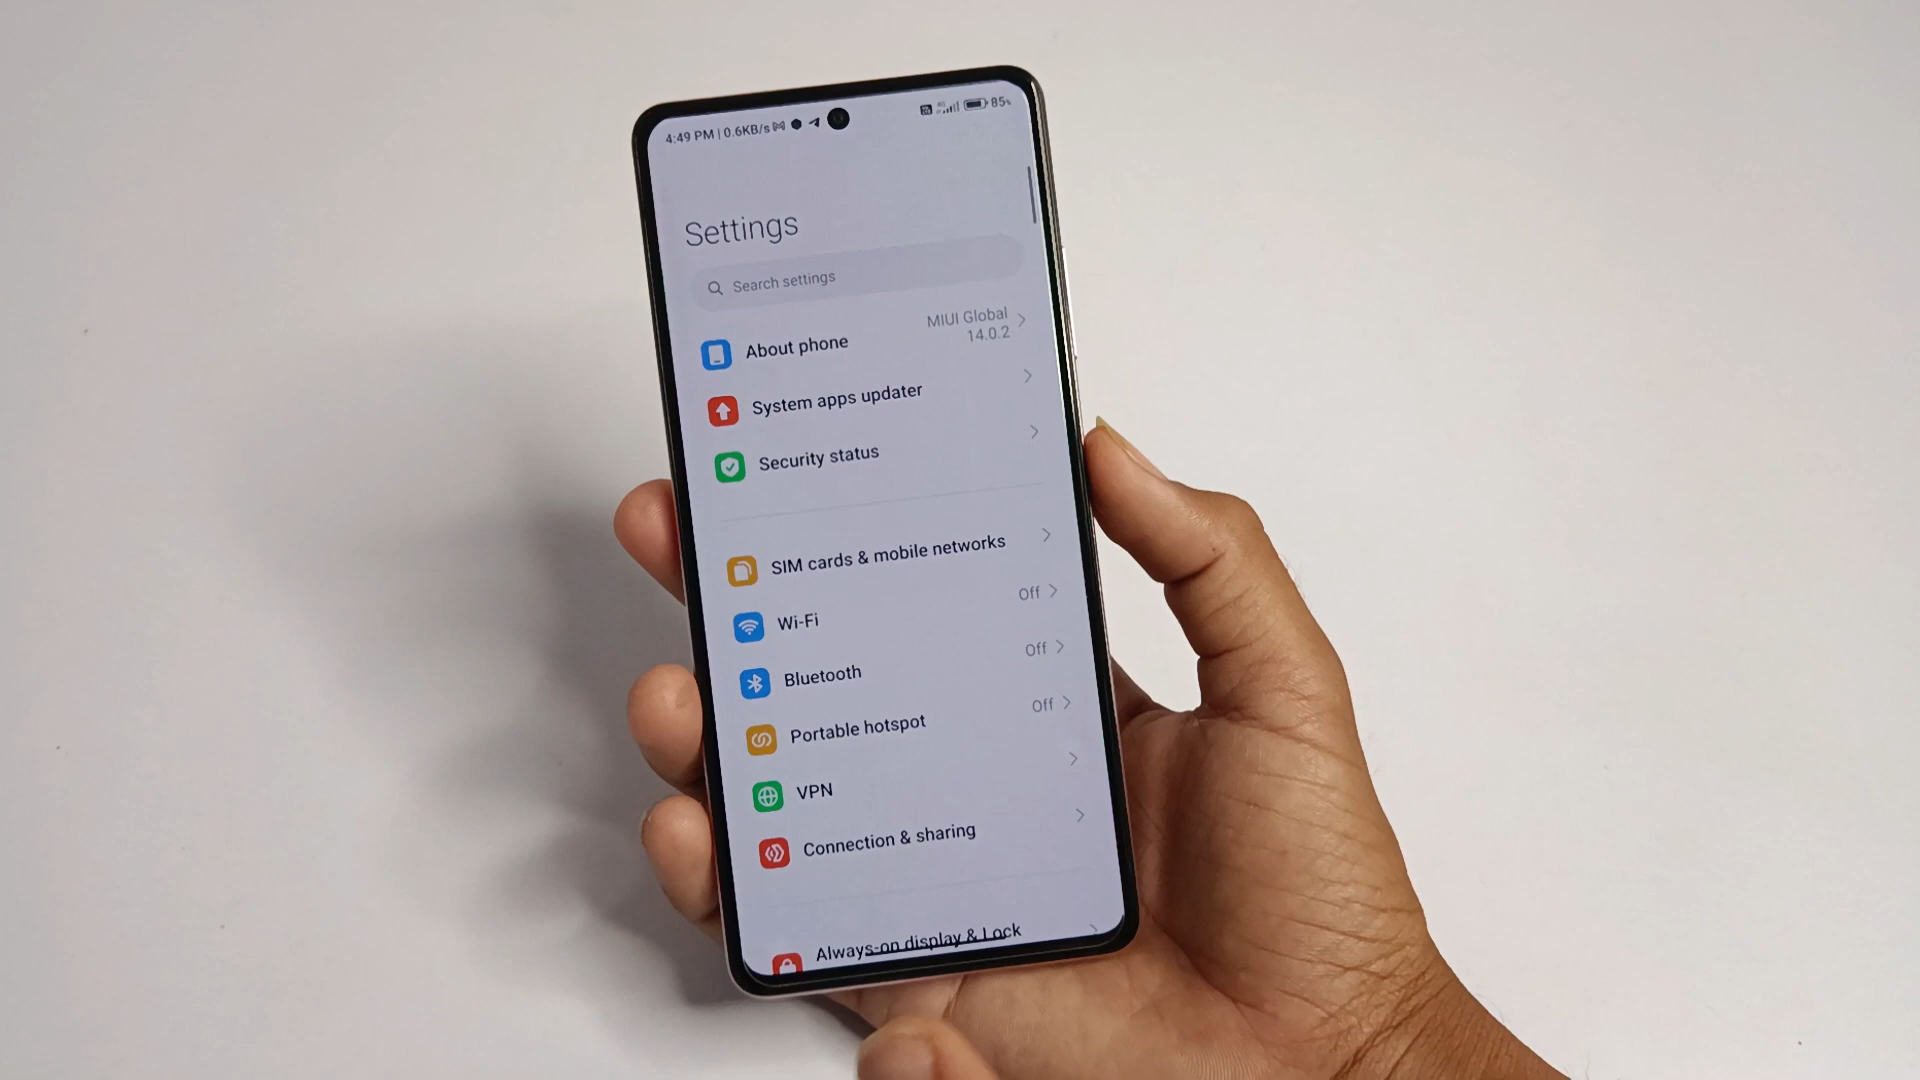 4:49 PM | 0.6KB/s 85%
Settings
Search settings
About phone MIUI Global
14.0.2
System apps updater
Security status
SIM cards & mobile networks
Wi-Fi Off
Bluetooth Off
Portable hotspot Off
VPN
Connection & sharing
Always-on display & Lock